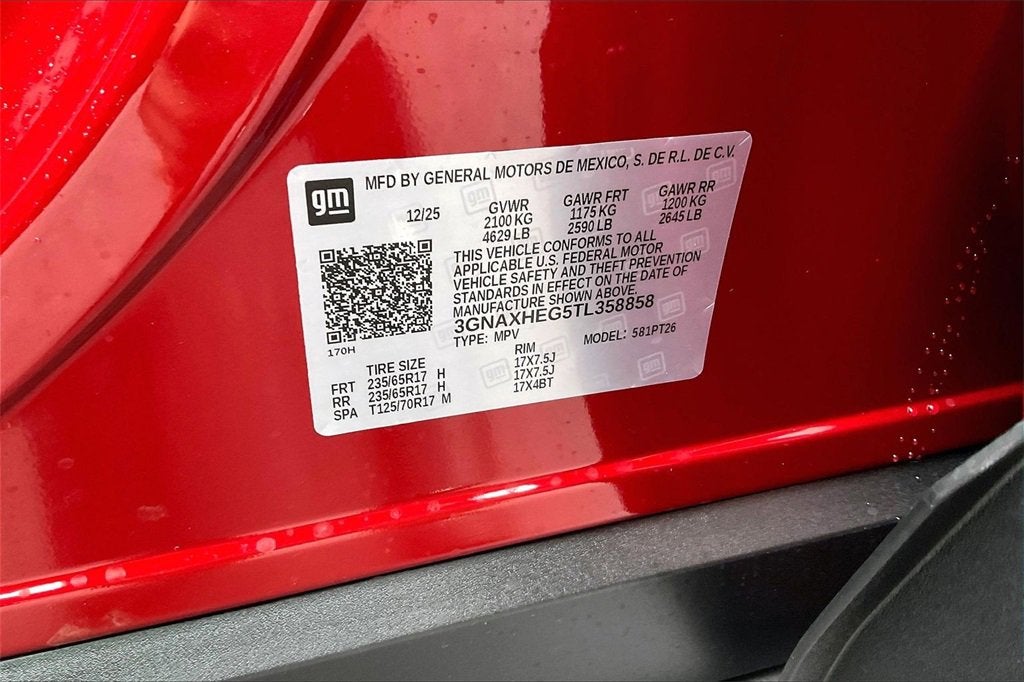 gm
MFD BY GENERAL MOTORS DE MEXICO, S. DE R.L. DE C.V.
12/25 GVWR GAWR FRT GAWR RR
2100 KG 1175 KG 1200 KG
4629 LB 2590 LB 2645 LB
THIS VEHICLE CONFORMS TO ALL
APPLICABLE U.S. FEDERAL MOTOR
VEHICLE SAFETY AND THEFT PREVENTION
STANDARDS IN EFFECT ON THE DATE OF
MANUFACTURE SHOWN ABOVE.
3GNAXHEG5TL358858
TYPE: MPV MODEL: 581PT26
170H
TIRE SIZE RIM
FRT 235/65R17 H 17X7.5J
RR 235/65R17 H 17X7.5J
SPA T125/70R17 M 17X4BT